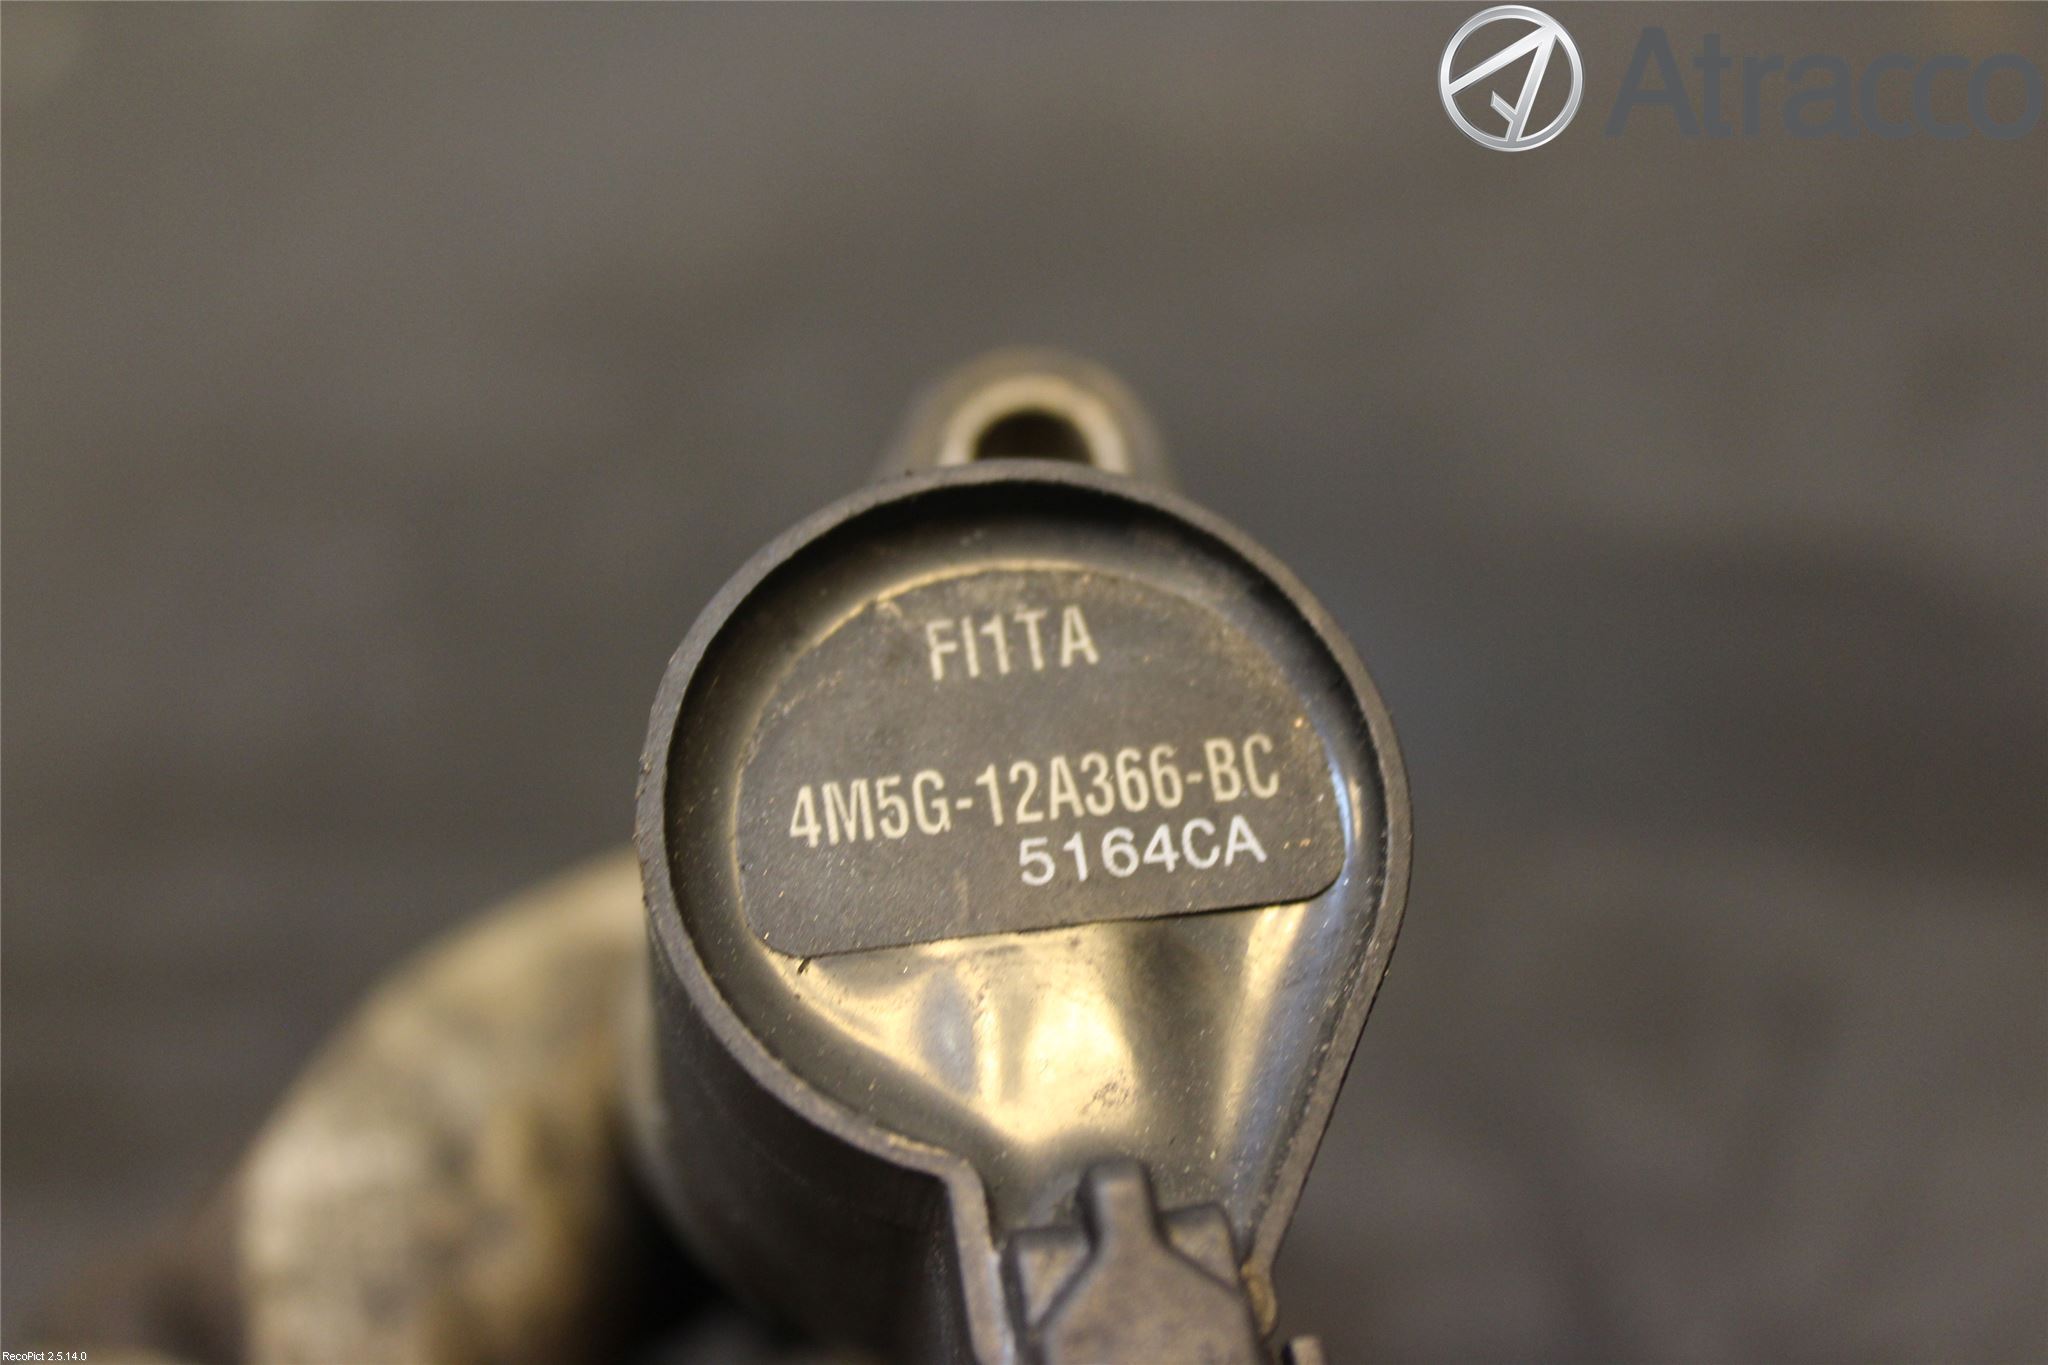 Atracco
FI1TA
4M5G-12A366-BC
5164CA
RecoPict 2.5.14.0